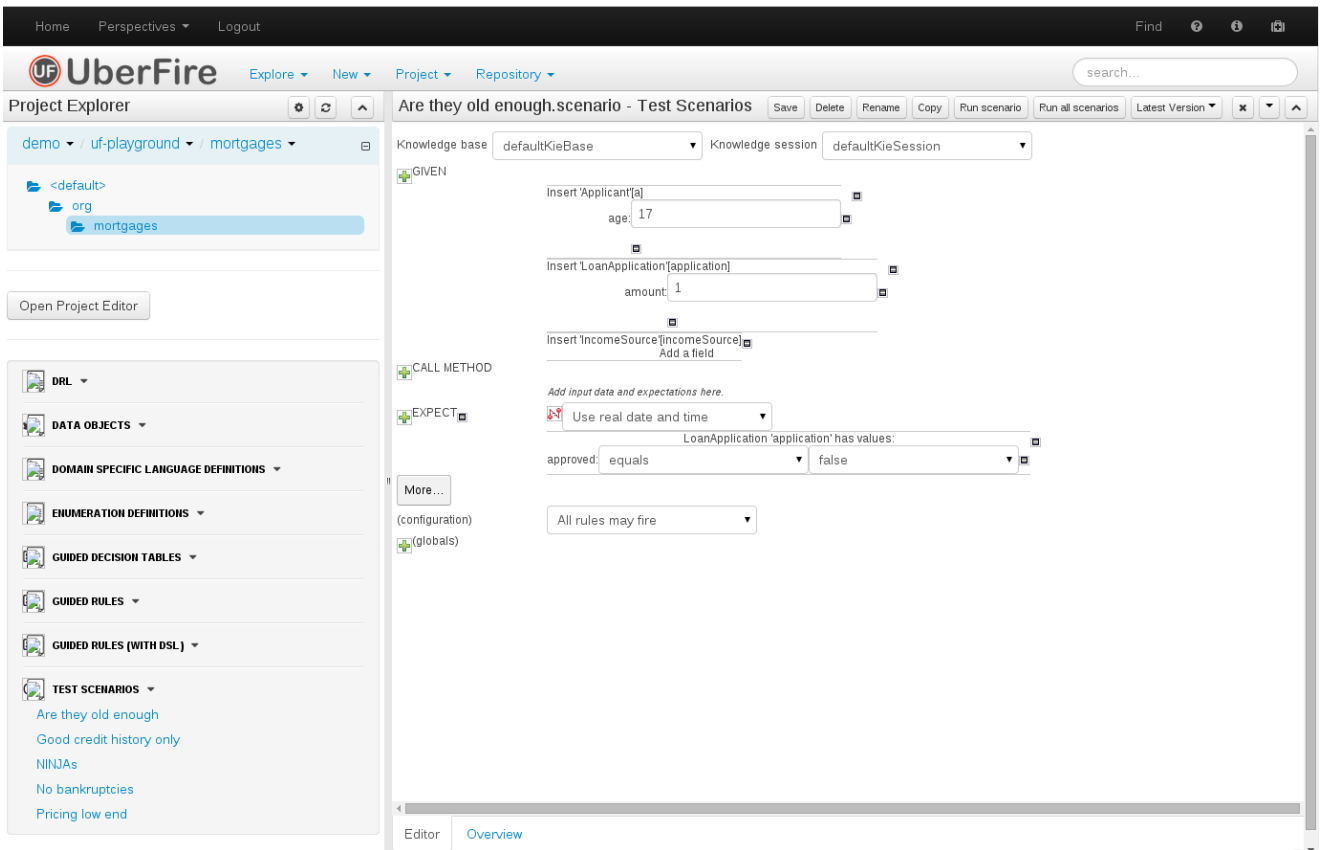 Home Perspectives Logout Find
UF UberFire Explore New Project Repository search...
Project Explorer
demo / uf-playground / mortgages
<default>
org
mortgages
Open Project Editor
DRL
DATA OBJECTS
DOMAIN SPECIFIC LANGUAGE DEFINITIONS
ENUMERATION DEFINITIONS
GUIDED DECISION TABLES
GUIDED RULES
GUIDED RULES (WITH DSL)
TEST SCENARIOS
Are they old enough
Good credit history only
NINJAs
No bankruptcies
Pricing low end
Are they old enough.scenario - Test Scenarios Save Delete Rename Copy Run scenario Run all scenarios Latest Version
Knowledge base defaultKieBase Knowledge session defaultKieSession
GIVEN
Insert 'Applicant'[a]
age: 17
Insert 'LoanApplication'[application]
amount: 1
Insert 'IncomeSource'[incomeSource]
Add a field
CALL METHOD
Add input data and expectations here.
EXPECT Use real date and time
LoanApplication 'application' has values:
approved: equals false
More...
(configuration) All rules may fire
(globals)
Editor Overview